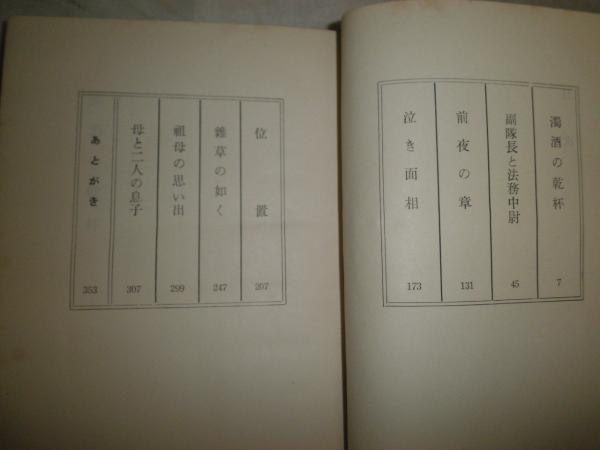 濁酒の乾杯 7
副隊長と法務中尉 45
前夜の章 131
泣き面相 173
位置 207
雑草の如く 247
祖母の思い出 299
母と二人の息子 307
あとがき 353